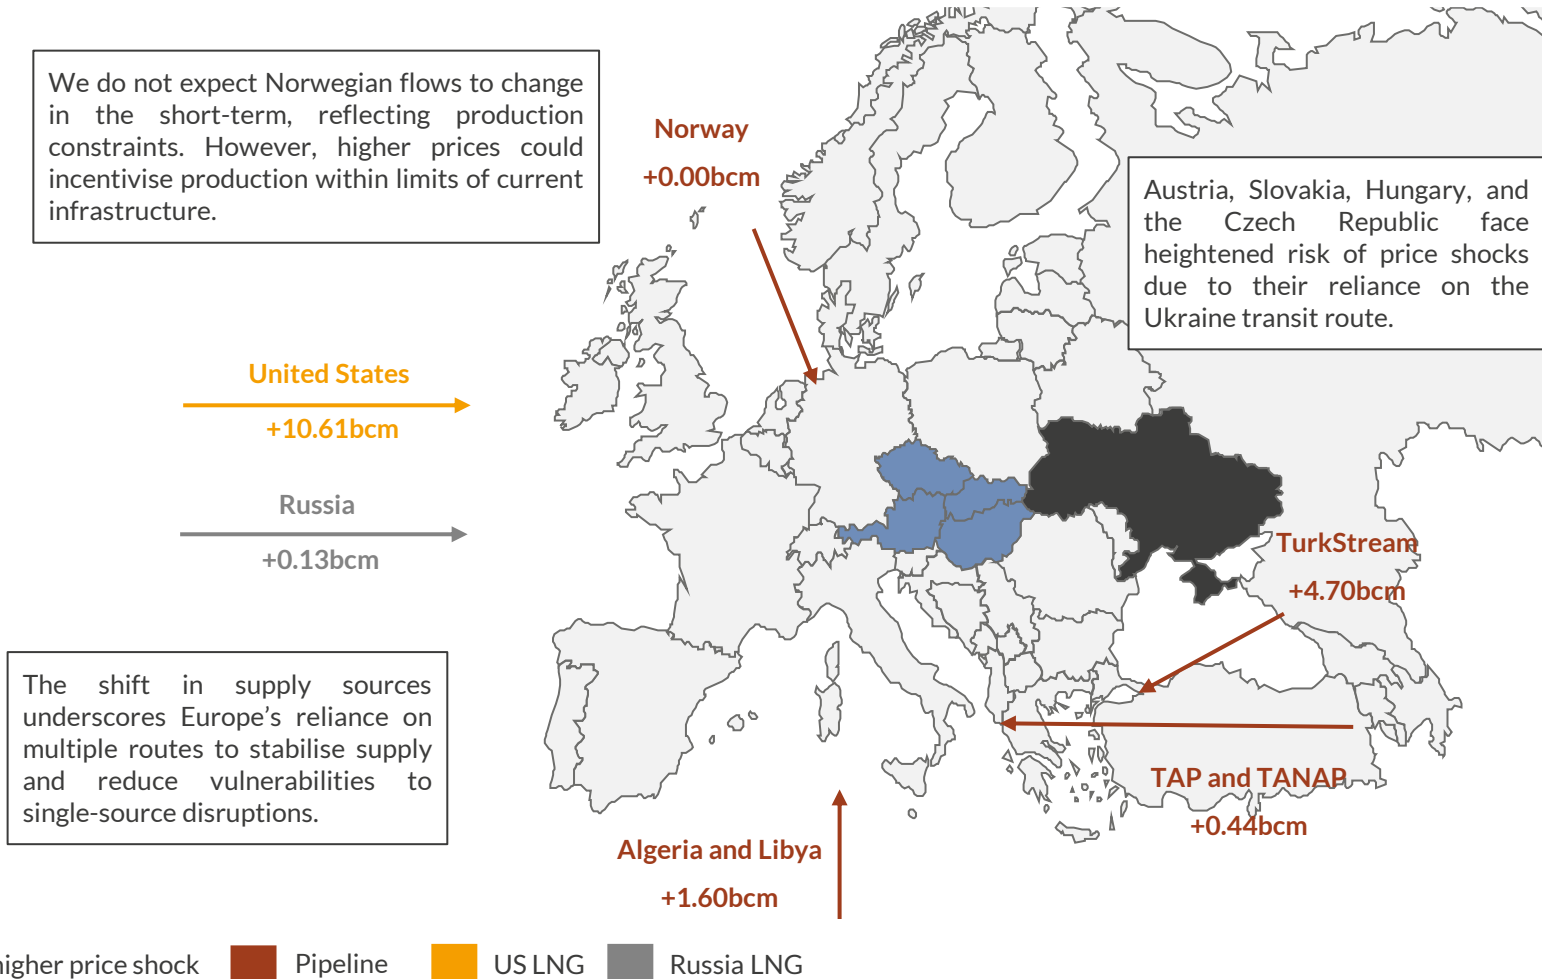 We do not expect Norwegian flows to change
in the short-term, reflecting production
constraints. However, higher prices could
incentivise production within limits of current
infrastructure.
Norway
+0.00bcm
Austria, Slovakia, Hungary, and
the Czech Republic face
heightened risk of price shocks
due to their reliance on the
Ukraine transit route.
United States
+10.61bcm
Russia
+0.13bcm
TurkStream
+4.70bcm
The shift in supply sources
underscores Europe's reliance on
multiple routes to stabilise supply
and reduce vulnerabilities to
single-source disruptions.
TAP and TANAP
+0.44bcm
Algeria and Libya
+1.60bcm
higher price shock
Pipeline
US LNG
Russia LNG